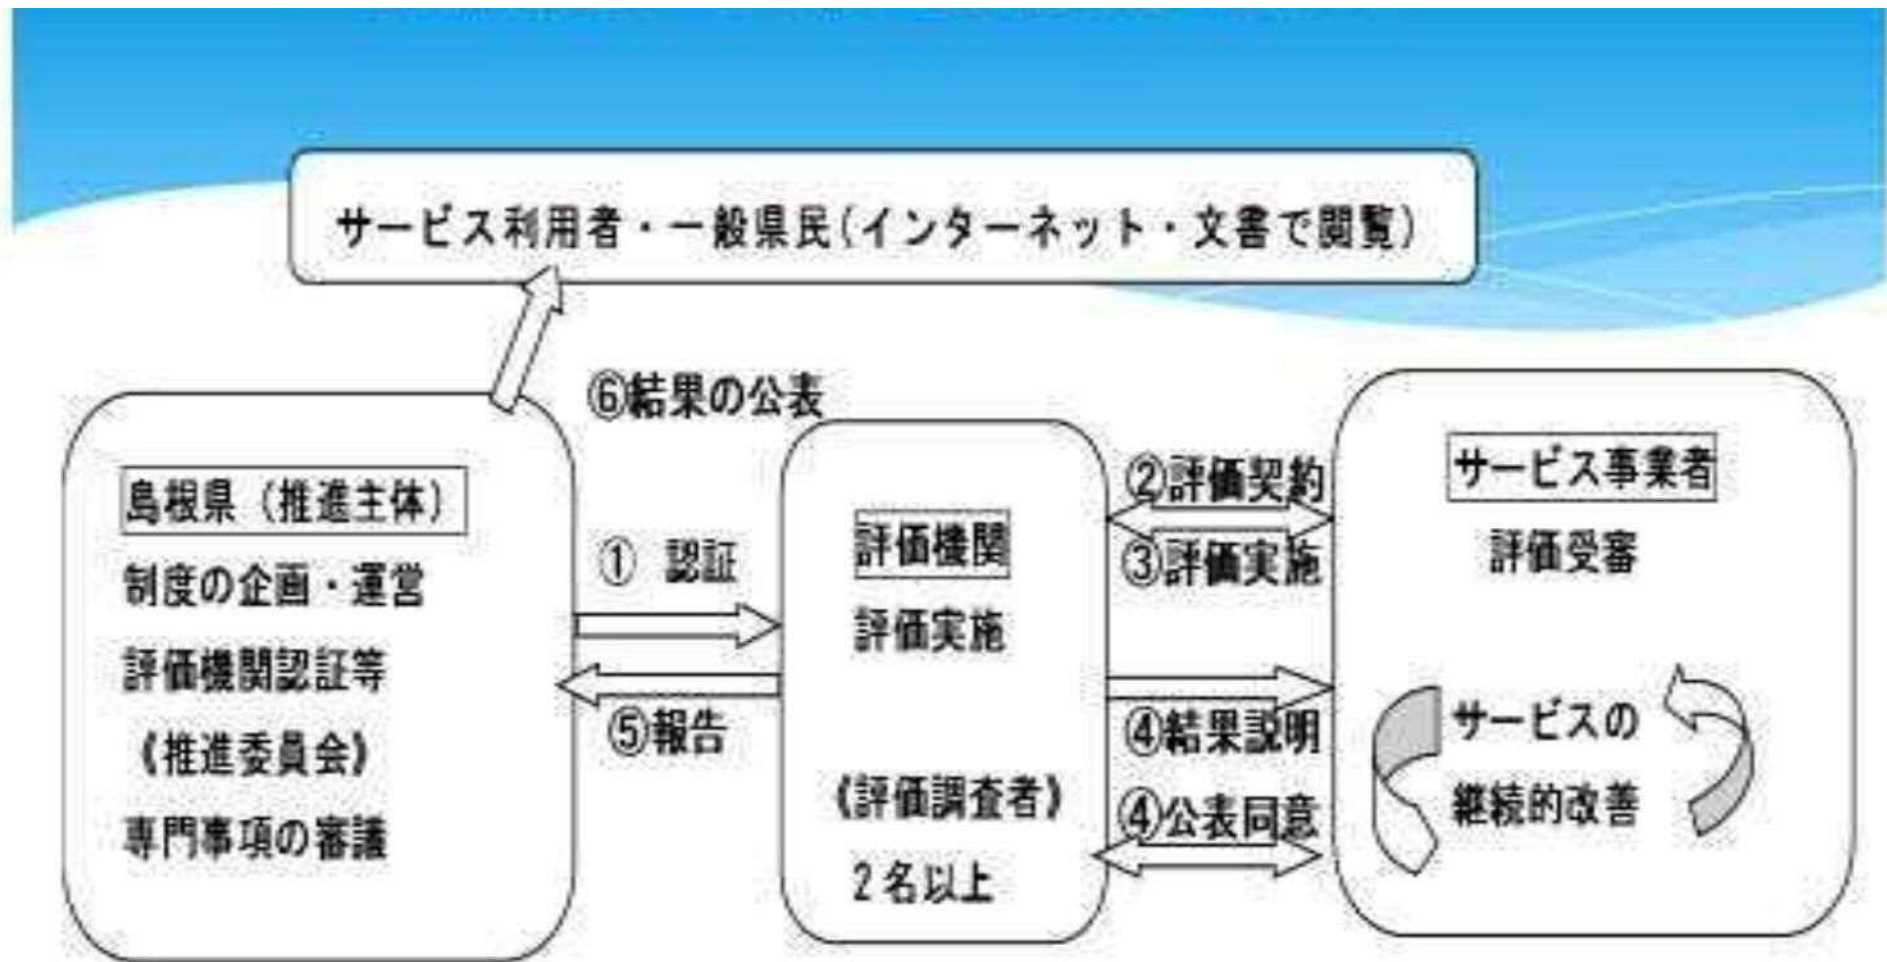 サービス利用者・一般県民(インターネット・文書で閲覧)
⑥結果の公表
島根県(推進主体)
制度の企画・運営
評価機関認証等
《推進委員会》
専門事項の審議
① 認証
⑤報告
評価機関
評価実施
《評価調査者》
2名以上
②評価契約
③評価実施
④結果説明
④公表同意
サービス事業者
評価受審
サービスの
継続的改善